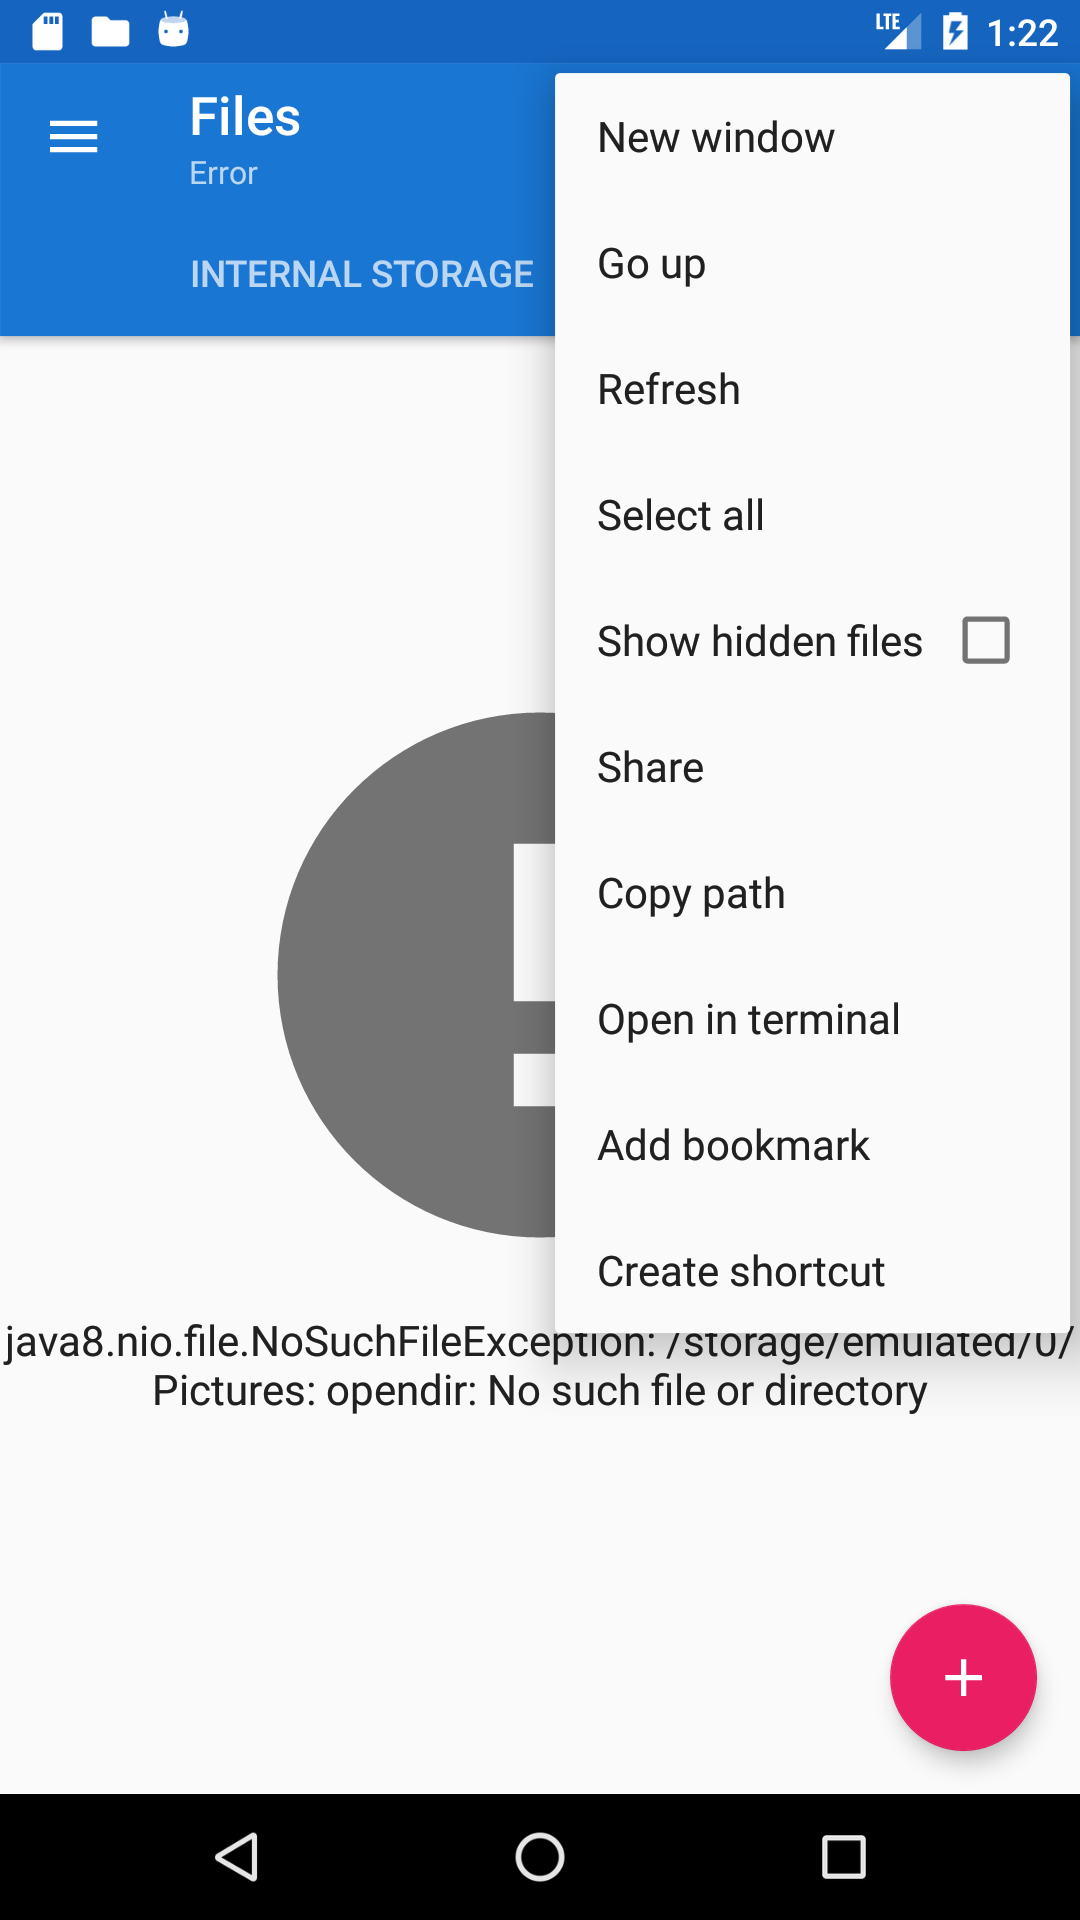 LTE 1:22
Files
Error
INTERNAL STORAGE
New window
Go up
Refresh
Select all
Show hidden files
Share
Copy path
Open in terminal
Add bookmark
Create shortcut
java8.nio.file.NoSuchFileException: /storage/emulated/0/
Pictures: opendir: No such file or directory